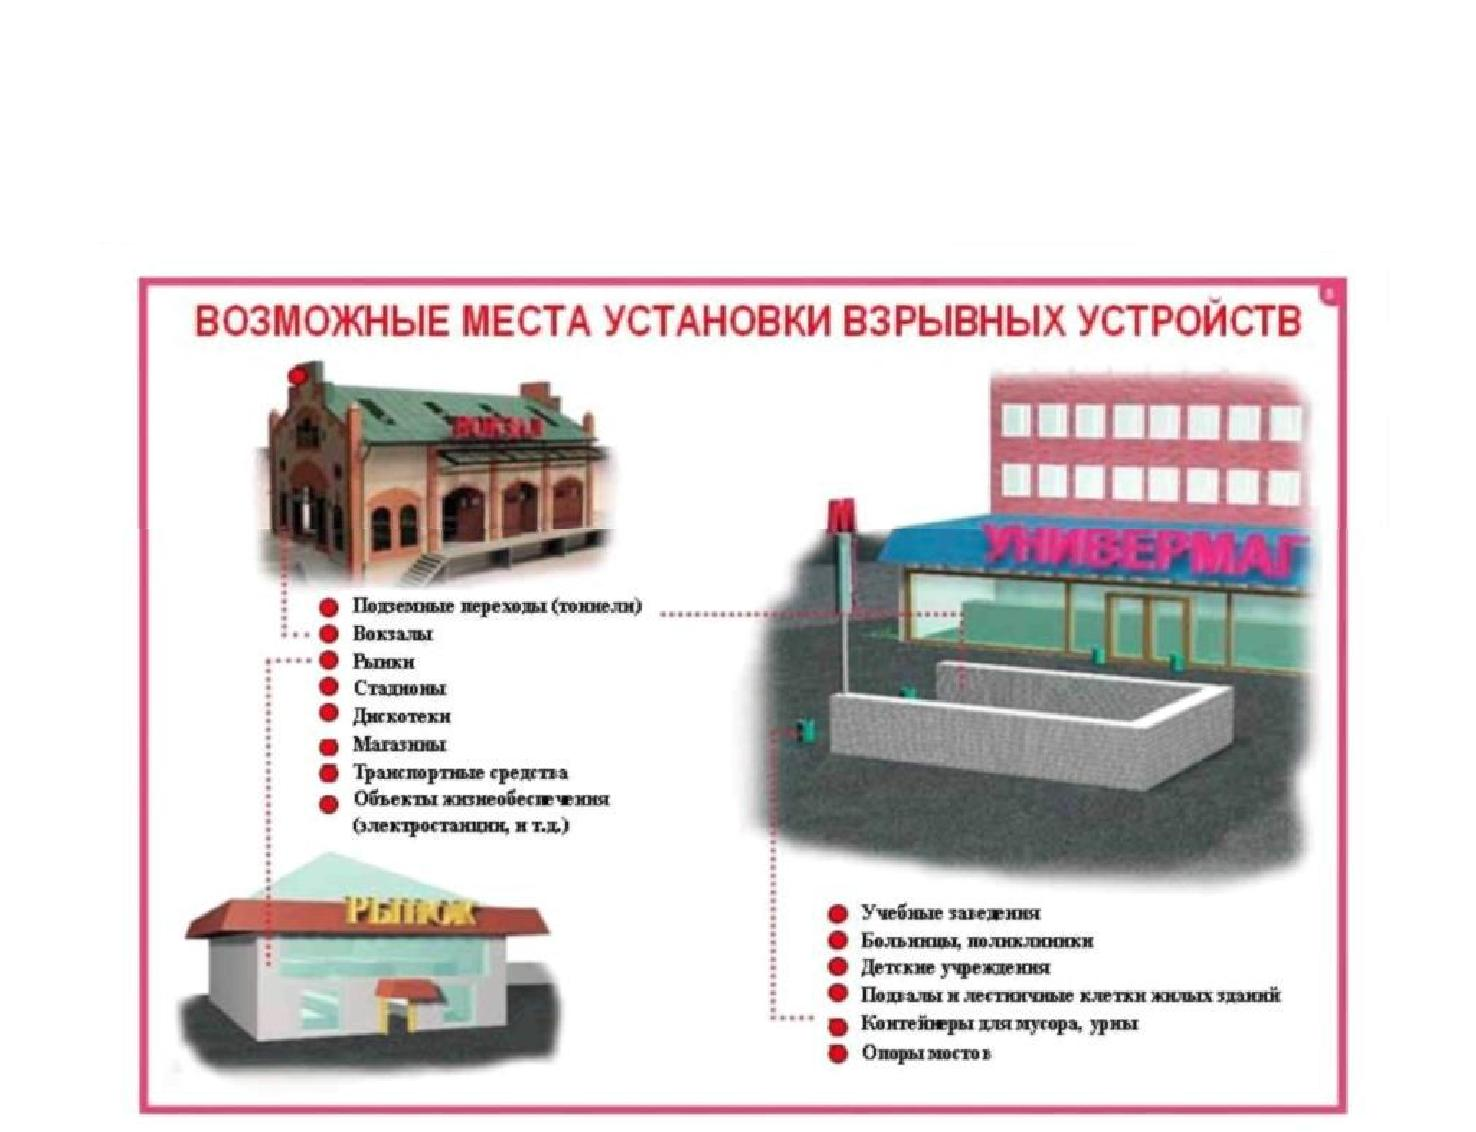 ВОЗМОЖНЫЕ МЕСТА УСТАНОВКИ ВЗРЫВНЫХ УСТРОЙСТВ
ВОКЗАЛ
М
УНИВЕРМАГ
Подземные переходы (тоннели)
Вокзалы
Рынки
Стадионы
Дискотеки
Магазины
Транспортные средства
Объекты жизнеобеспечения
(электростанции, и т.д.)
РЫНОК
Учебные заведения
Больницы, поликлиники
Детские учреждения
Подвалы и лестничные клетки жилых зданий
Контейнеры для мусора, урны
Опоры мостов